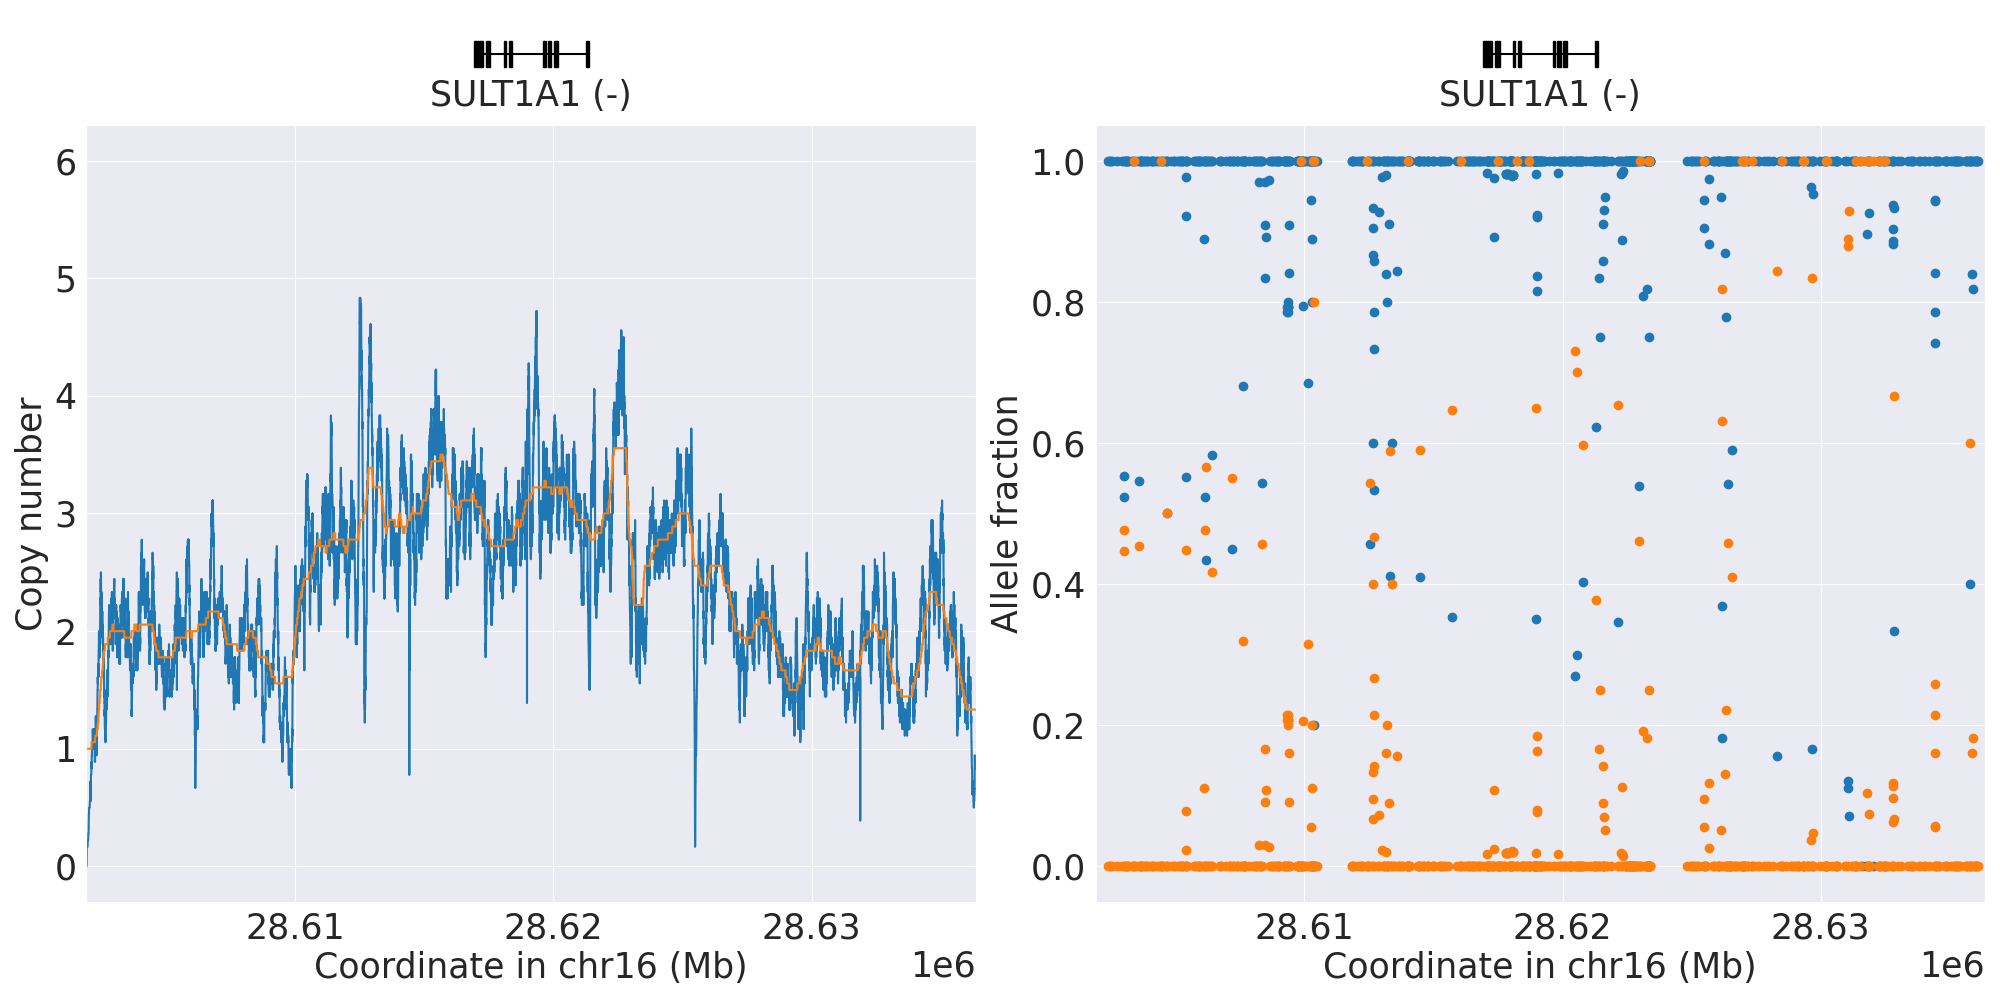 SULT1A1 (-)
SULT1A1 (-)
Copy number
6
5
4
3
2
1
0
28.61
28.62
28.63
Coordinate in chr16 (Mb)
1e6
Allele fraction
1.0
0.8
0.6
0.4
0.2
0.0
28.61
28.62
28.63
Coordinate in chr16 (Mb)
1e6